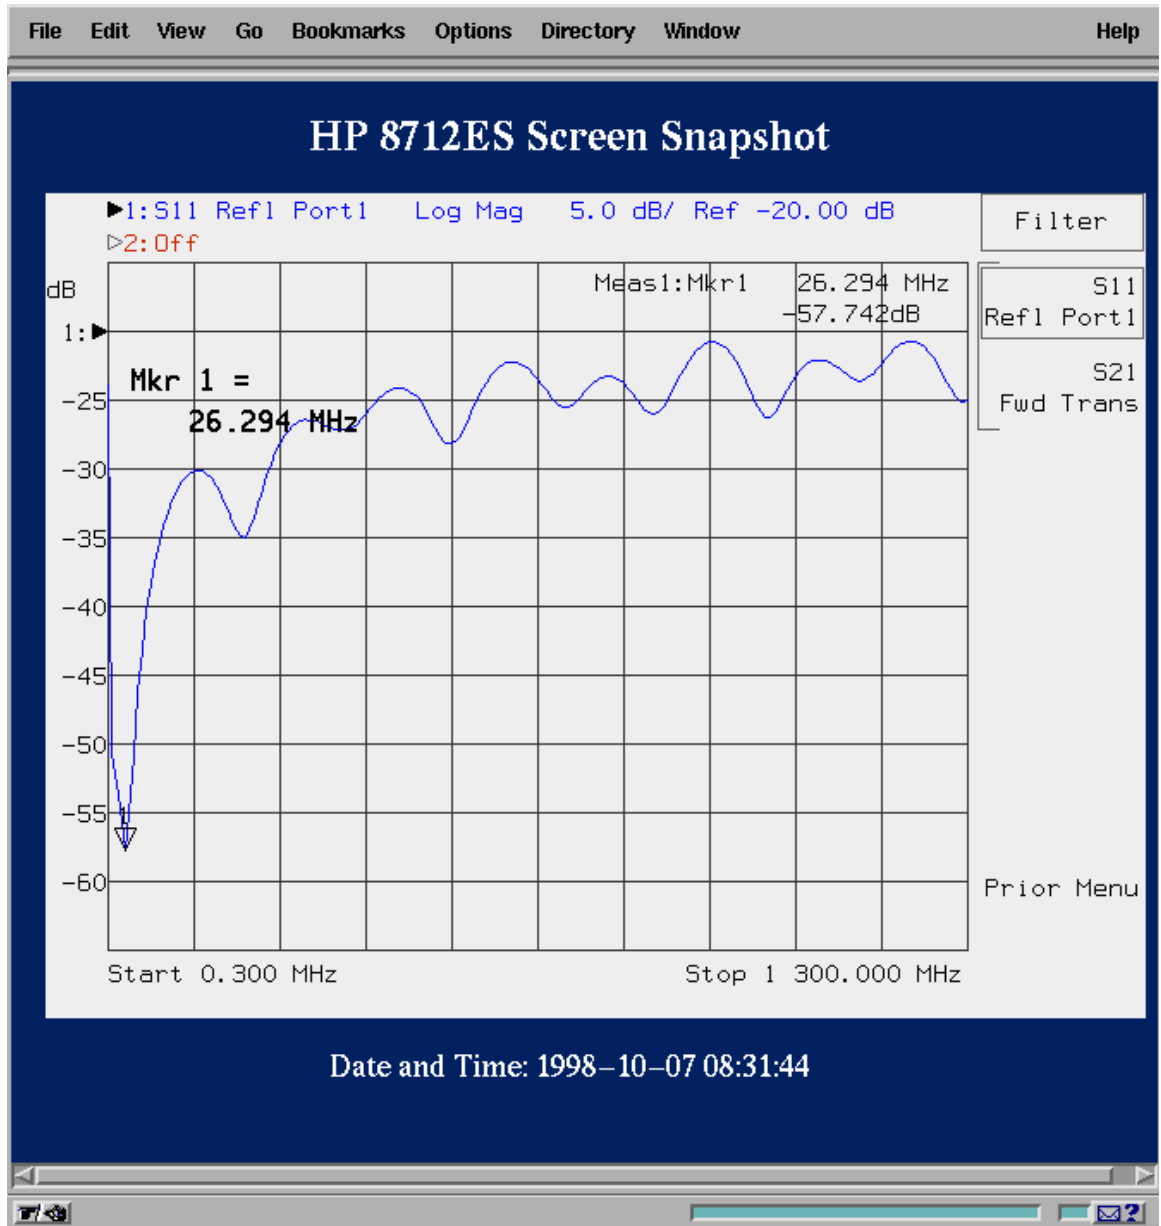 File Edit View Go Bookmarks Options Directory Window Help
HP 8712ES Screen Snapshot
▶1:S11 Refl Port1 Log Mag 5.0 dB/ Ref -20.00 dB
▷2:Off
Filter
dB
Meas1:Mkr1 26.294 MHz
-57.742dB
S11
Refl Port1
1:▶
Mkr 1 =
26.294 MHz
S21
Fwd Trans
-25
-30
-35
-40
-45
-50
-55
1
-60
Prior Menu
Start 0.300 MHz Stop 1 300.000 MHz
Date and Time: 1998-10-07 08:31:44
?